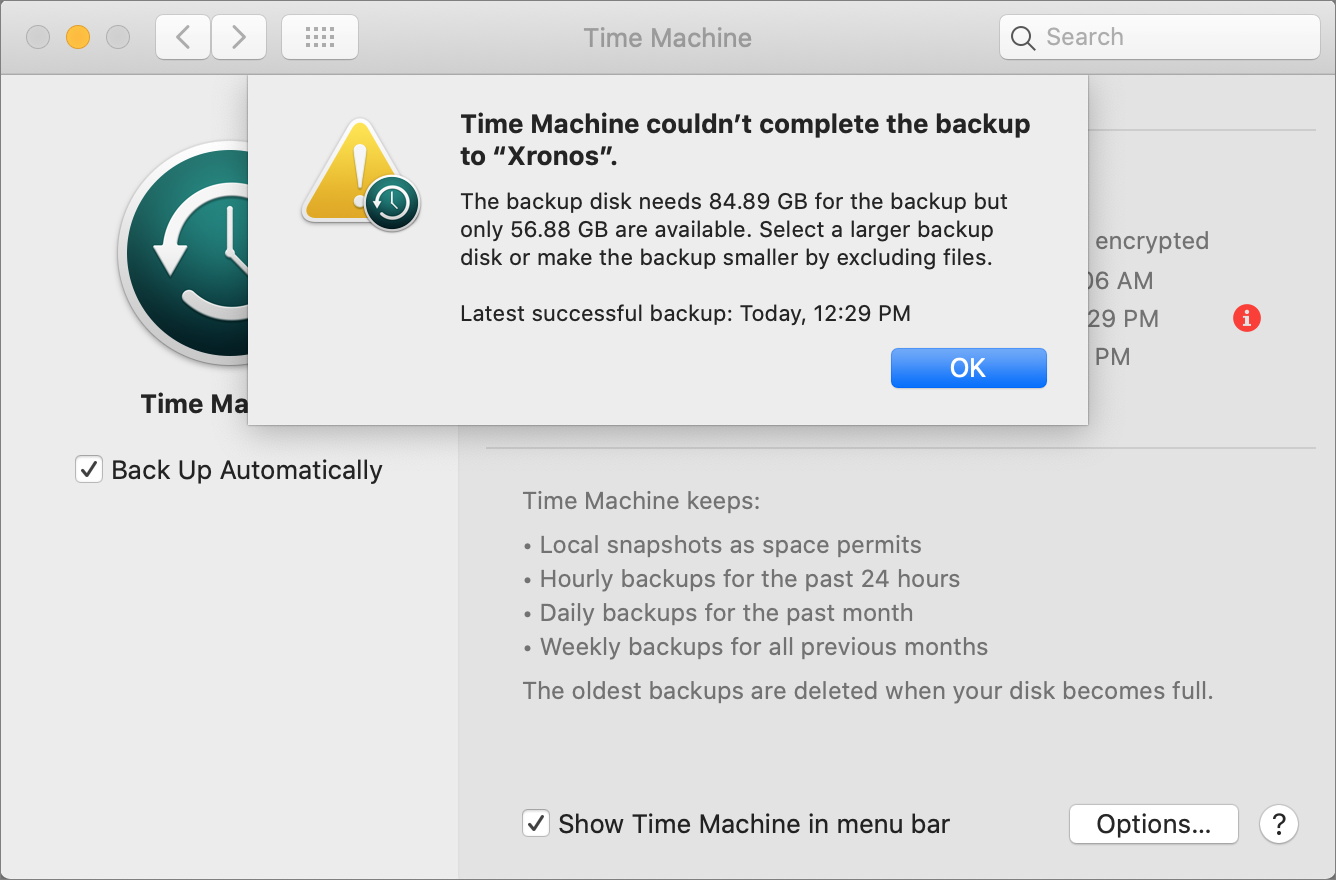 Time Machine
Search
Time Machine couldn’t complete the backup
to “Xronos”.
The backup disk needs 84.89 GB for the backup but
only 56.88 GB are available. Select a larger backup
disk or make the backup smaller by excluding files.
Latest successful backup: Today, 12:29 PM
OK
encrypted
06 AM
29 PM
PM
Time Ma
✓ Back Up Automatically
Time Machine keeps:
• Local snapshots as space permits
• Hourly backups for the past 24 hours
• Daily backups for the past month
• Weekly backups for all previous months
The oldest backups are deleted when your disk becomes full.
✓ Show Time Machine in menu bar
Options...
?